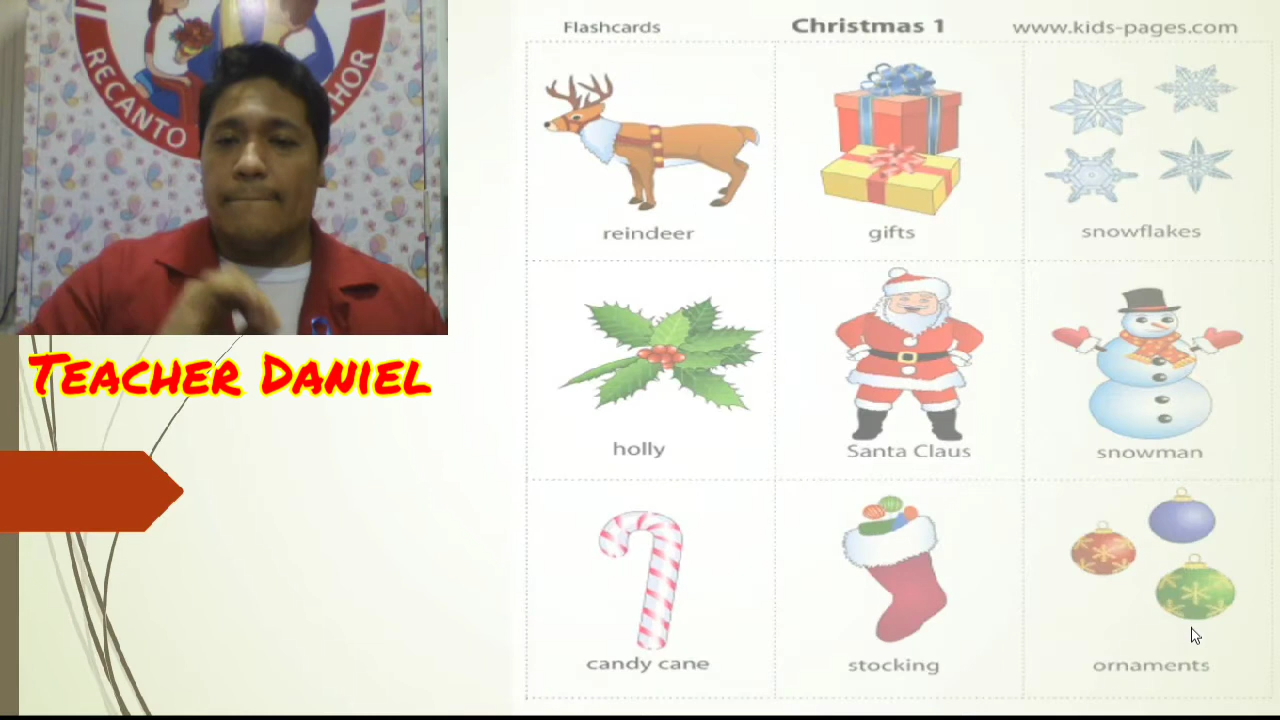 RECANTO
HOR
TEACHER DANIEL
Flashcards
Christmas 1
www.kids-pages.com
reindeer
gifts
snowflakes
holly
Santa Claus
snowman
candy cane
stocking
ornaments